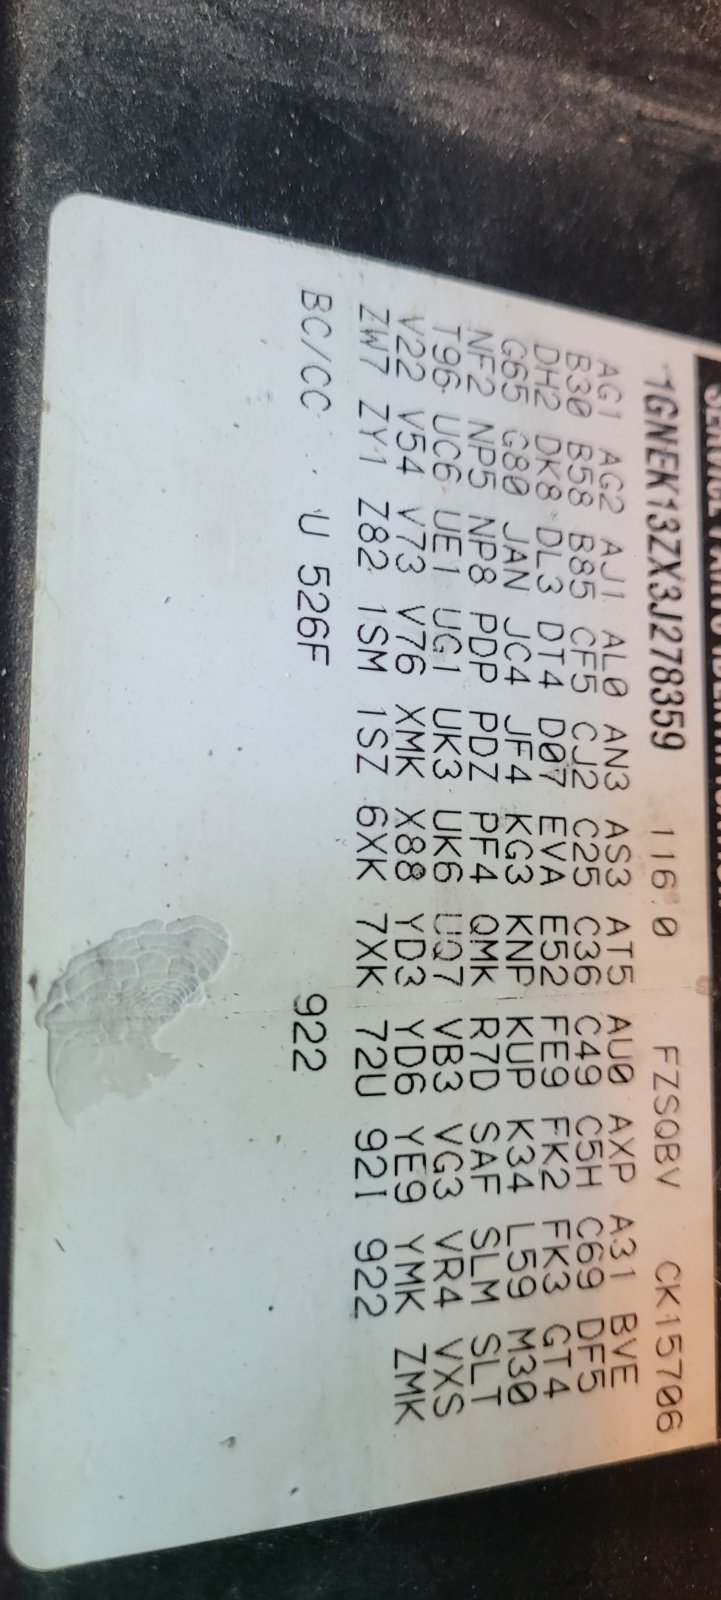 1GNEK13ZX3J278359 116.0 FZSQBV CK15706
AG1 AG2 AJ1 AL0 AN3 AS3 AT5 AU0 AXP A31 BVE
B30 B58 B85 CF5 CJ2 C25 C36 C49 C5H C69 DF5
DH2 DK8 DL3 DT4 D07 EVA E52 FE9 FK2 FK3 GT4
G65 G80 JAN JC4 JF4 KG3 KNP KUP K34 L59 M30
NF2 NP5 NP8 PDP PDZ PF4 QMK R7D SAF SLM SLT
T96 UC6 UE1 UG1 UK3 UK6 UQ7 VB3 VG3 VR4 VXS
V22 V54 V73 V76 XMK X88 YD3 YD6 YE9 YMK ZMK
ZW7 ZY1 Z82 1SM 1SZ 6XK 7XK 72U 92I 922
BC/CC U 526F 922